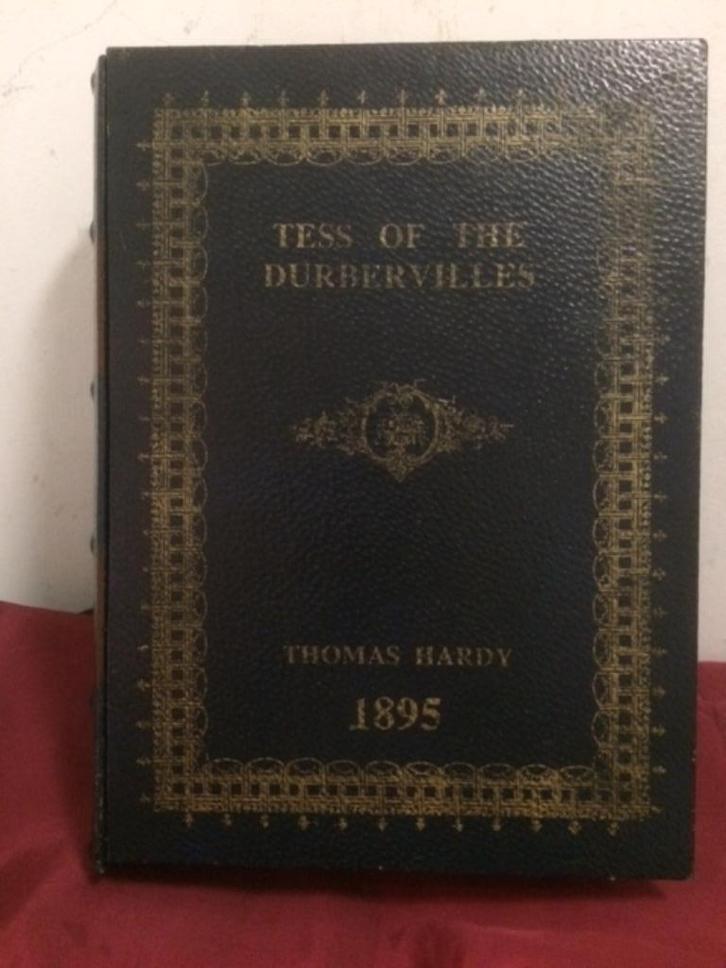 TESS OF THE
DURBERVILLES
THOMAS HARDY
1895